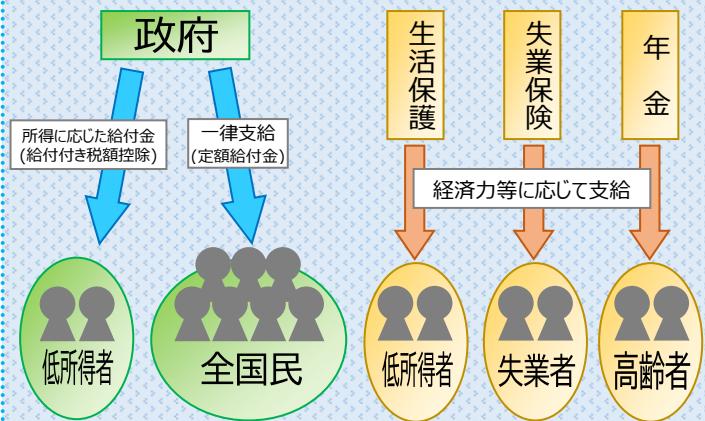 政府
所得に応じた給付金
(給付付き税額控除)
一律支給
(定額給付金)
低所得者
全国民
生活保護
失業保険
年金
経済力等に応じて支給
低所得者
失業者
高齢者